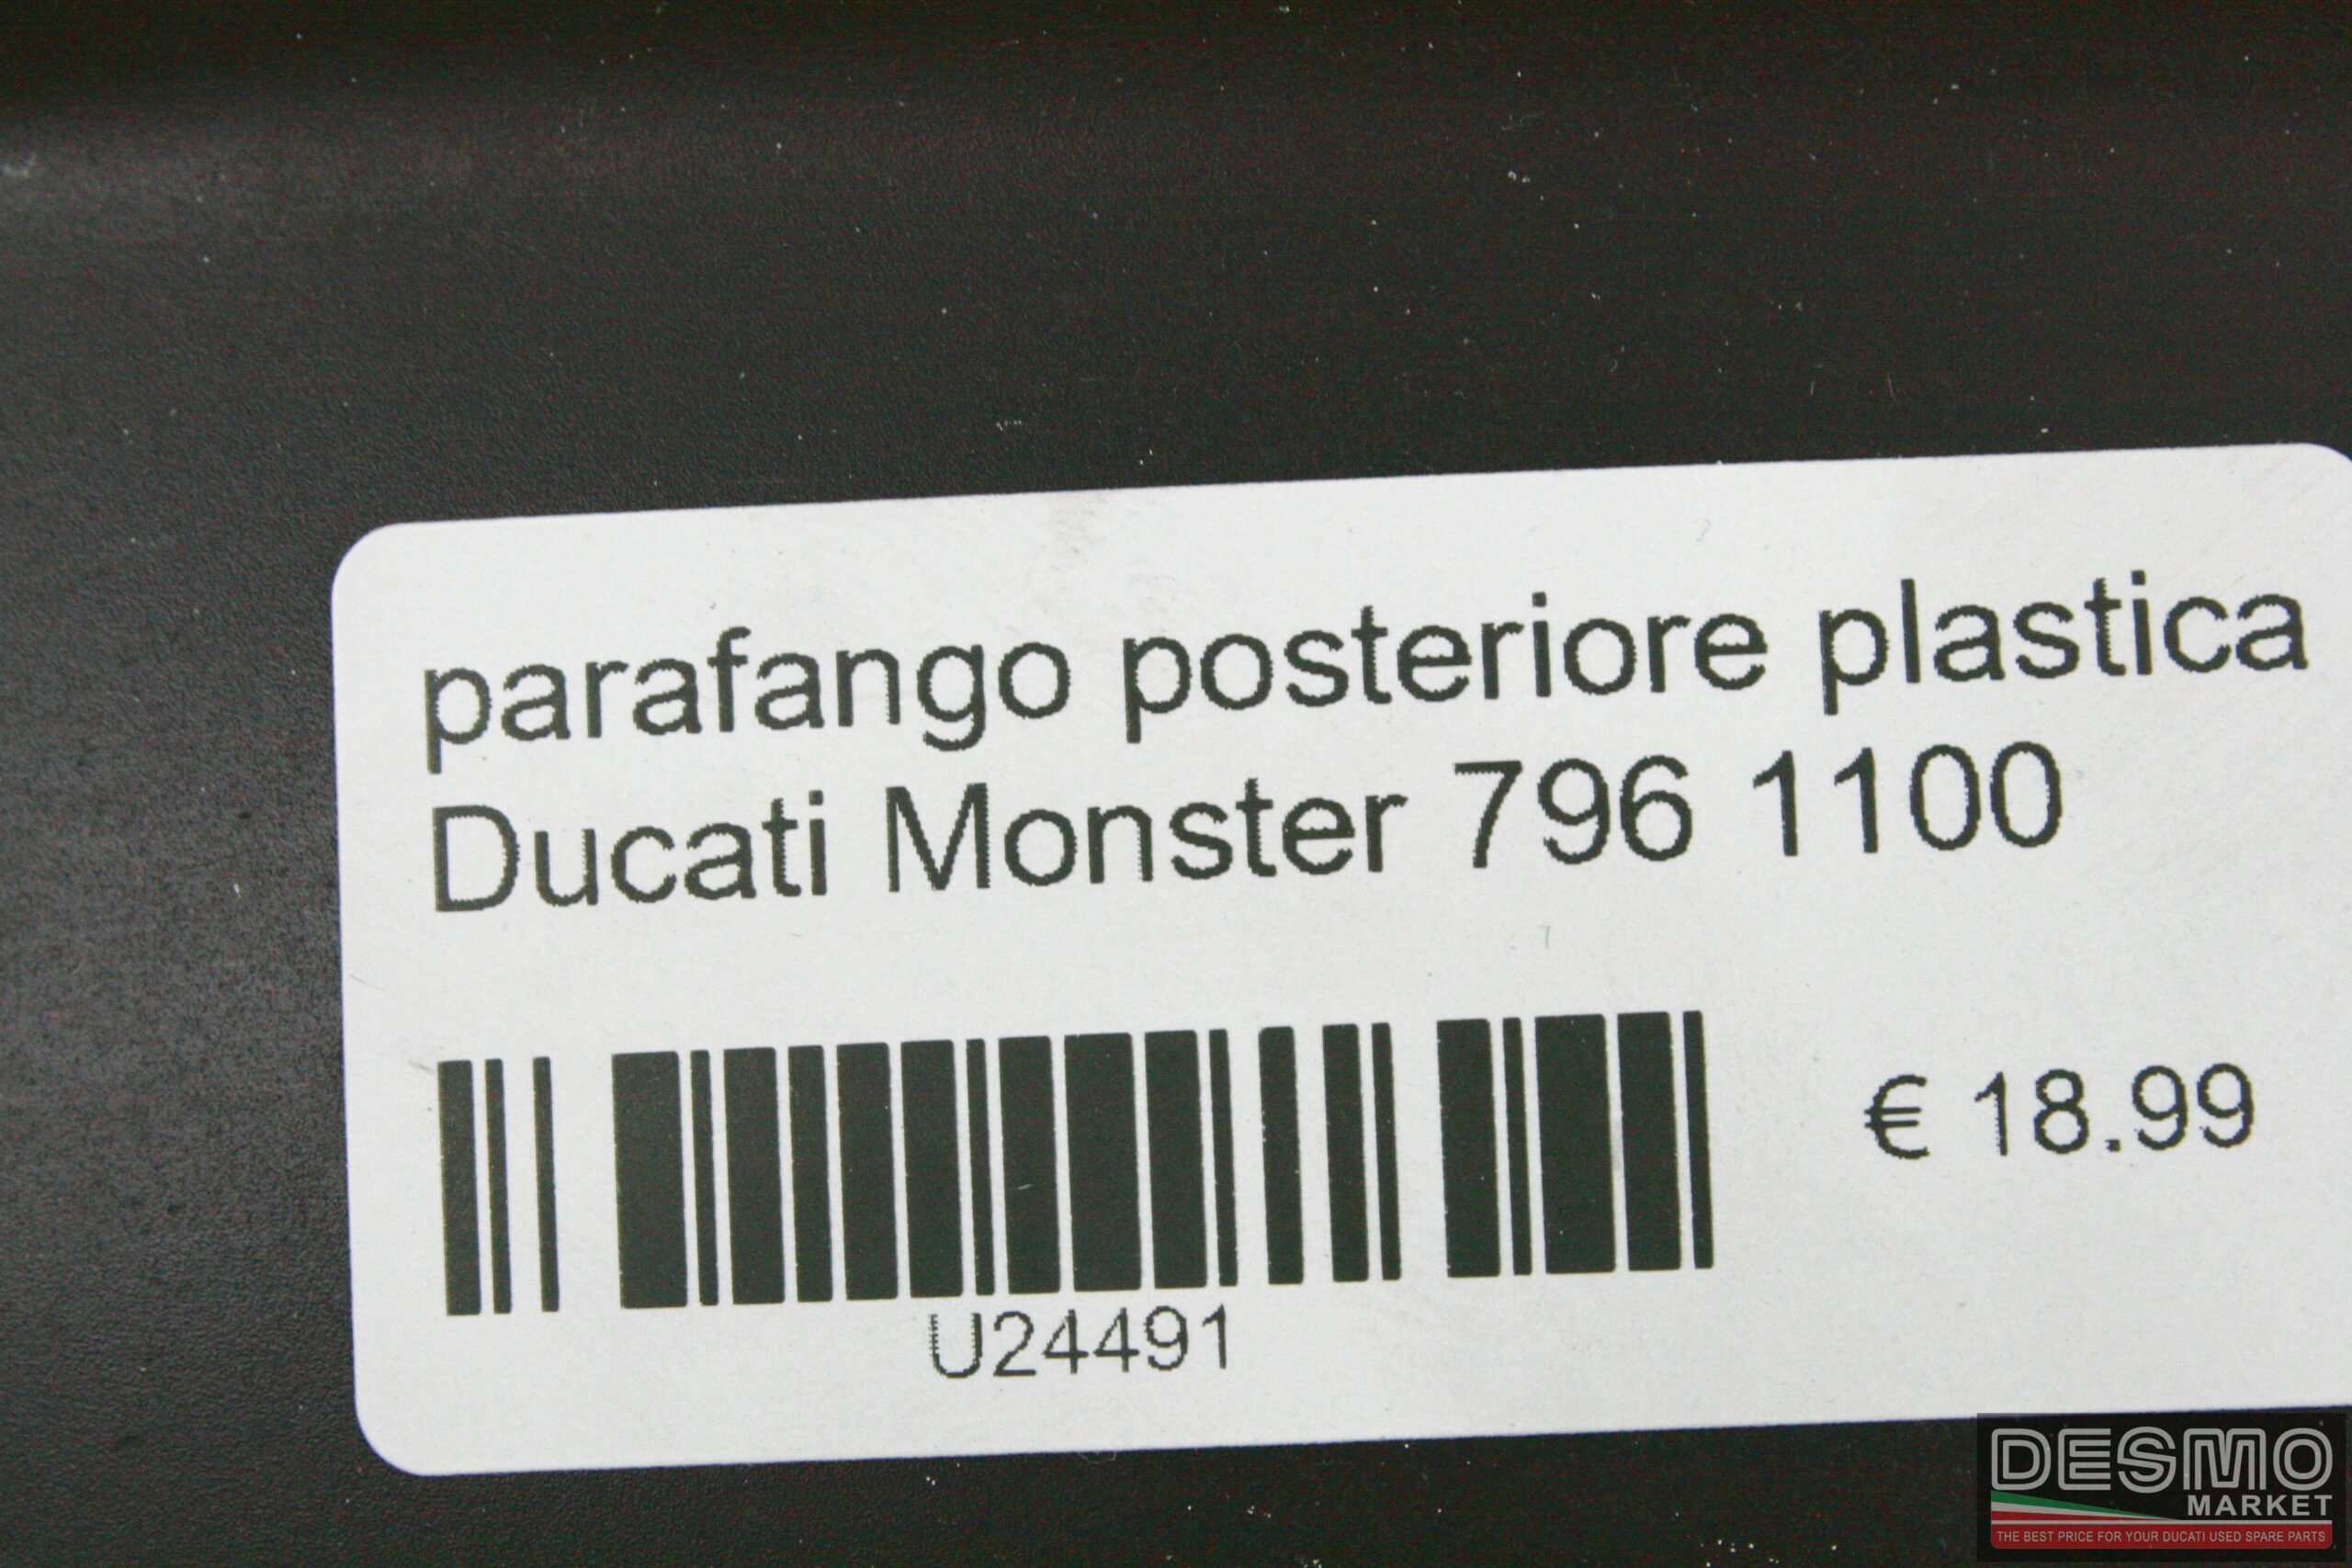 parafango posteriore plastica
Ducati Monster 796 1100
€ 18.99
U24491
DESMO
MARKET
THE BEST PRICE FOR YOUR DUCATI USED SPARE PARTS